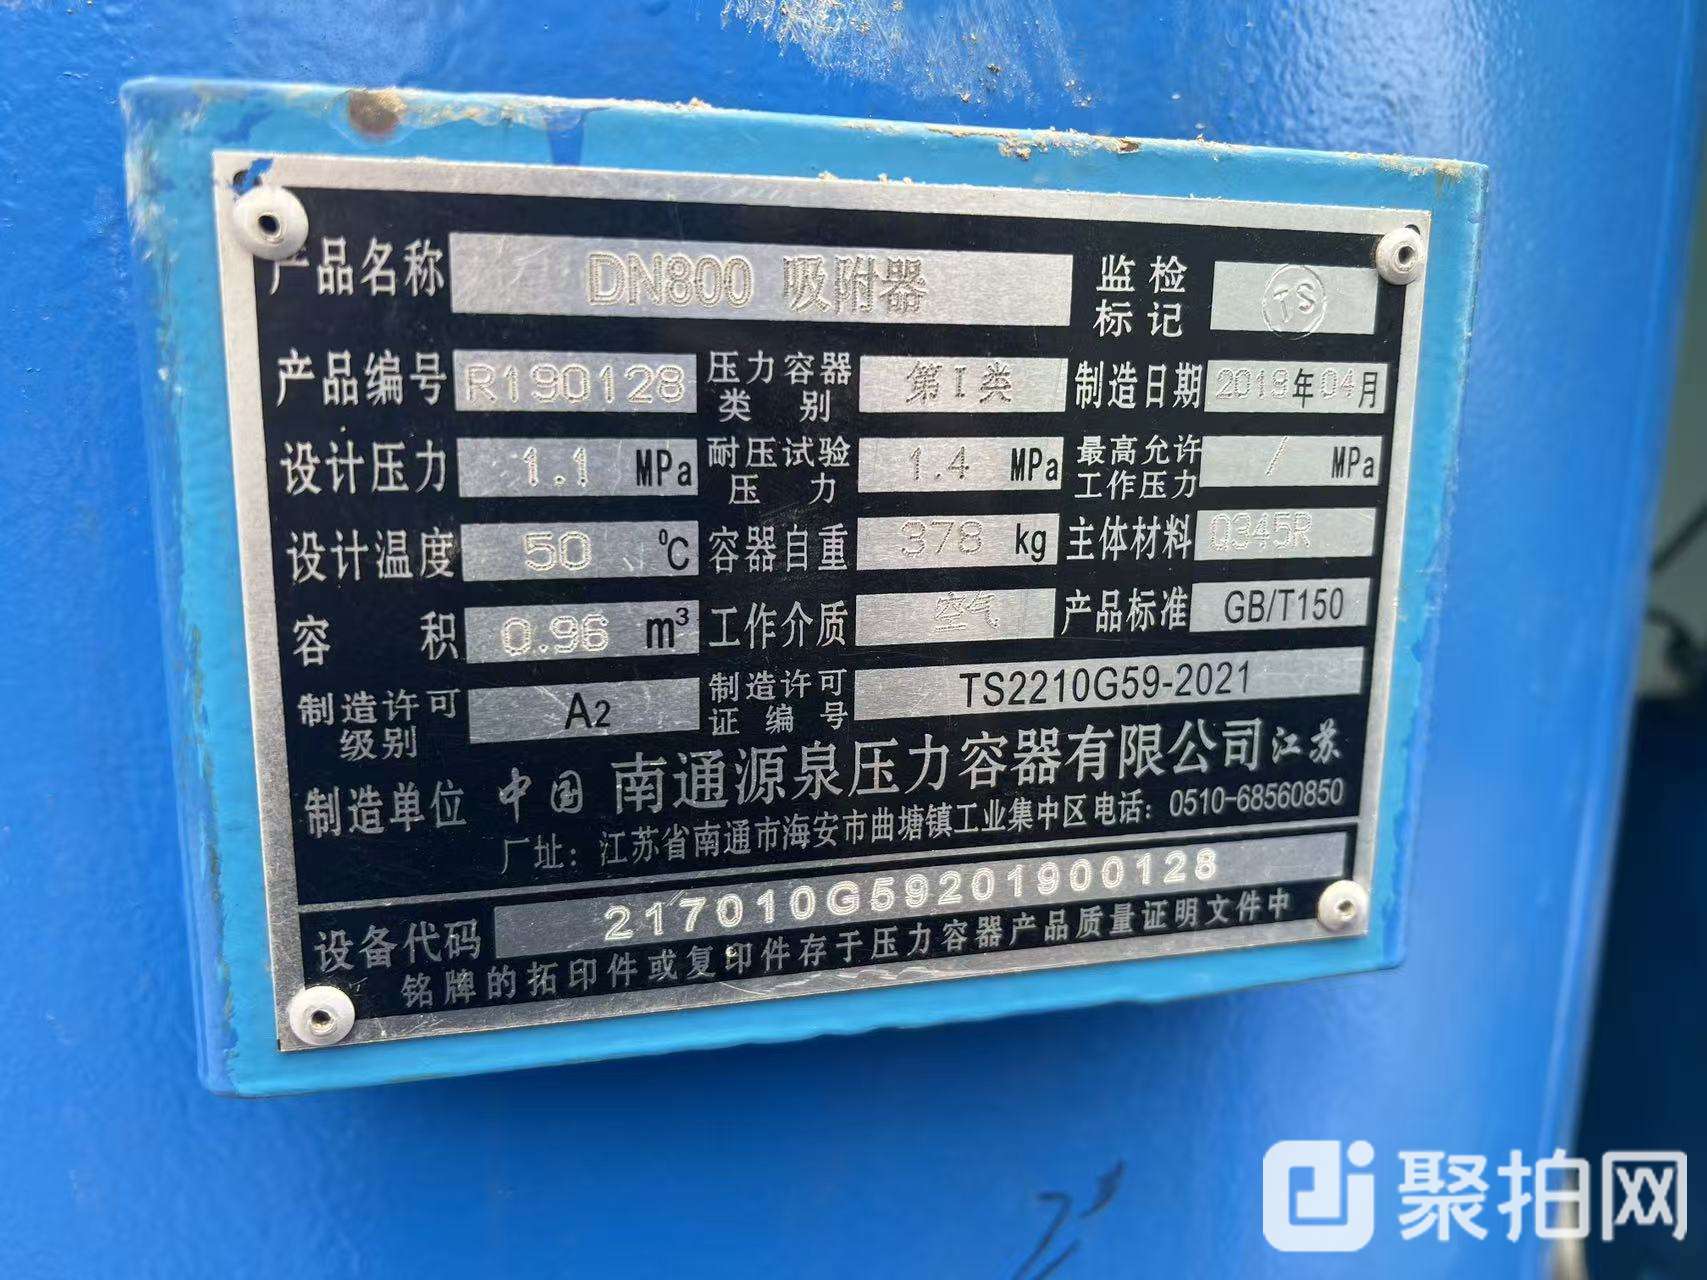 产品名称 DN800 吸附器 监检标记 TS
产品编号 R190128 压力容器类别 第I类 制造日期 2019年04月
设计压力 1.1 MPa 耐压试验压力 1.4 MPa 最高允许工作压力 / MPa
设计温度 50 ℃ 容器自重 378 kg 主体材料 Q345R
容积 0.96 m³ 工作介质 空气 产品标准 GB/T150
制造许可级别 A2 制造许可证编号 TS2210G59-2021
制造单位 中国 南通源泉压力容器有限公司 江苏
厂址：江苏省南通市海安市曲塘镇工业集中区 电话：0510-68560850
设备代码 217010G59201900128
铭牌的拓印件或复印件存于压力容器产品质量证明文件中
聚拍网